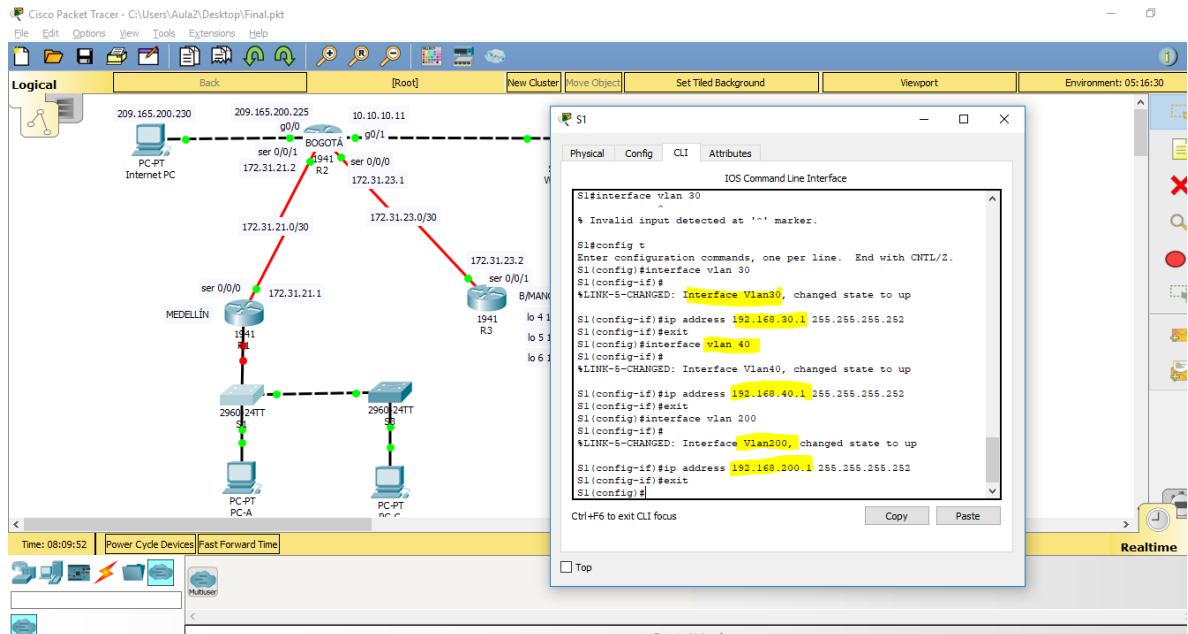 Cisco Packet Tracer - C:\Users\Aula2\Desktop\Final.pkt
File Edit Options View Tools Extensions Help
Logical
Back
[Root]
New Cluster
Move Object
Set Tiled Background
Viewport
Environment: 05:16:30
209.165.200.230
209.165.200.225
10.10.10.11
g0/0
g0/1
BOGOTÁ
PC-PT
Internet PC
ser 0/0/1
1941
R2
ser 0/0/0
172.31.21.2
172.31.23.1
172.31.23.0/30
172.31.21.0/30
172.31.23.2
ser 0/0/1
ser 0/0/0
172.31.21.1
B/MAN
MEDELLÍN
1941
R3
lo 4 1
lo 5 1
lo 6 1
1941
R1
2960-24TT
S1
2960-24TT
S3
PC-PT
PC-A
PC-PT
S1
Physical Config CLI Attributes
IOS Command Line Interface
S1#interface vlan 30
^
% Invalid input detected at '^' marker.
S1#config t
Enter configuration commands, one per line. End with CNTL/Z.
S1(config)#interface vlan 30
S1(config-if)#
%LINK-5-CHANGED: Interface Vlan30, changed state to up
S1(config-if)#ip address 192.168.30.1 255.255.255.252
S1(config-if)#exit
S1(config)#interface vlan 40
S1(config-if)#
%LINK-5-CHANGED: Interface Vlan40, changed state to up
S1(config-if)#ip address 192.168.40.1 255.255.255.252
S1(config-if)#exit
S1(config)#interface vlan 200
S1(config-if)#
%LINK-5-CHANGED: Interface Vlan200, changed state to up
S1(config-if)#ip address 192.168.200.1 255.255.255.252
S1(config-if)#exit
S1(config)#
Ctrl+F6 to exit CLI focus
Copy
Paste
Top
Time: 08:09:52
Power Cycle Devices
Fast Forward Time
Realtime
Multiuser